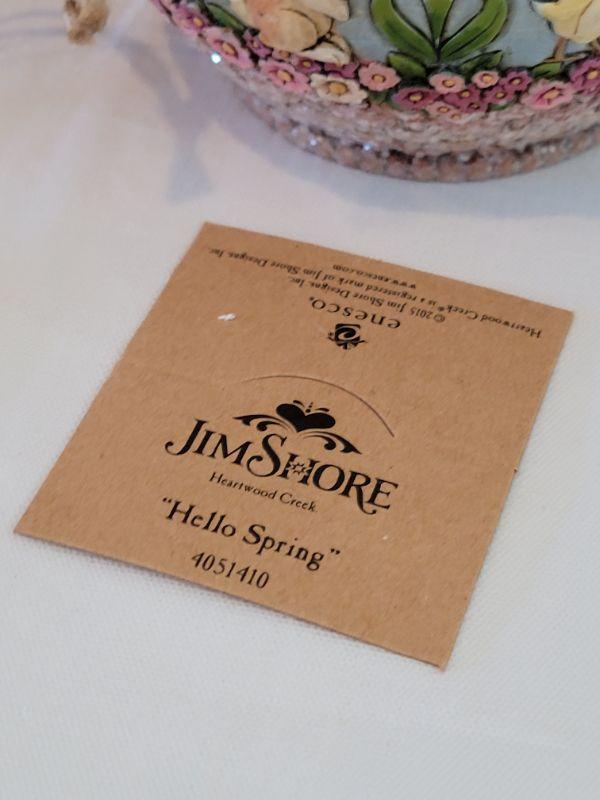 JIM SHORE
Heartwood Creek.
"Hello Spring"
4051410
enesco.
© 2015 Jim Shore Designs, Inc.
Heartwood Creek® is a registered mark of Jim Shore Designs, Inc.
www.enesco.com